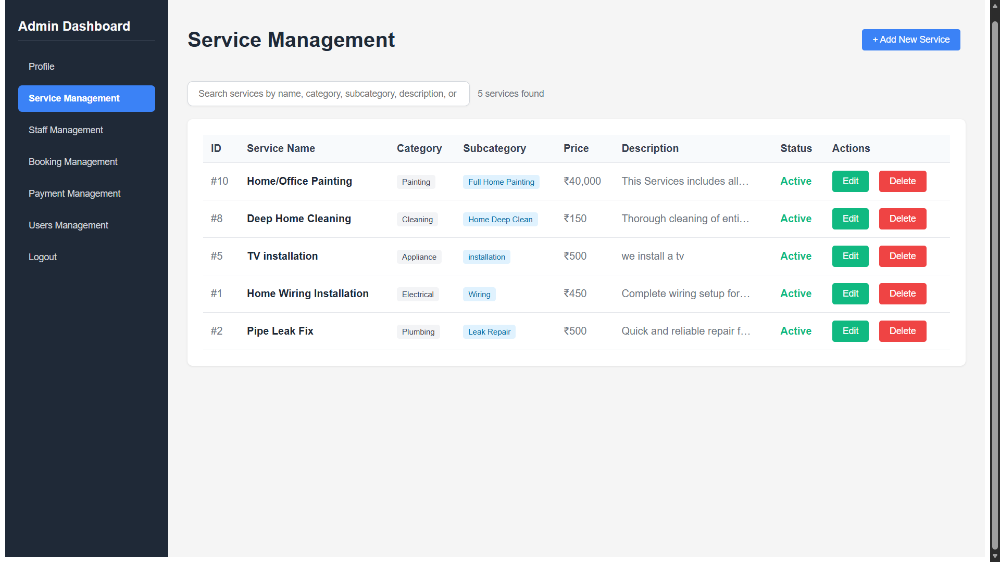 Admin Dashboard
Profile
Service Management
Staff Management
Booking Management
Payment Management
Users Management
Logout
Service Management
+ Add New Service
Search services by name, category, subcategory, description, or
5 services found
ID Service Name Category Subcategory Price Description Status Actions
#10 Home/Office Painting Painting Full Home Painting ₹40,000 This Services includes all… Active Edit Delete
#8 Deep Home Cleaning Cleaning Home Deep Clean ₹150 Thorough cleaning of enti… Active Edit Delete
#5 TV installation Appliance installation ₹500 we install a tv Active Edit Delete
#1 Home Wiring Installation Electrical Wiring ₹450 Complete wiring setup for… Active Edit Delete
#2 Pipe Leak Fix Plumbing Leak Repair ₹500 Quick and reliable repair f… Active Edit Delete